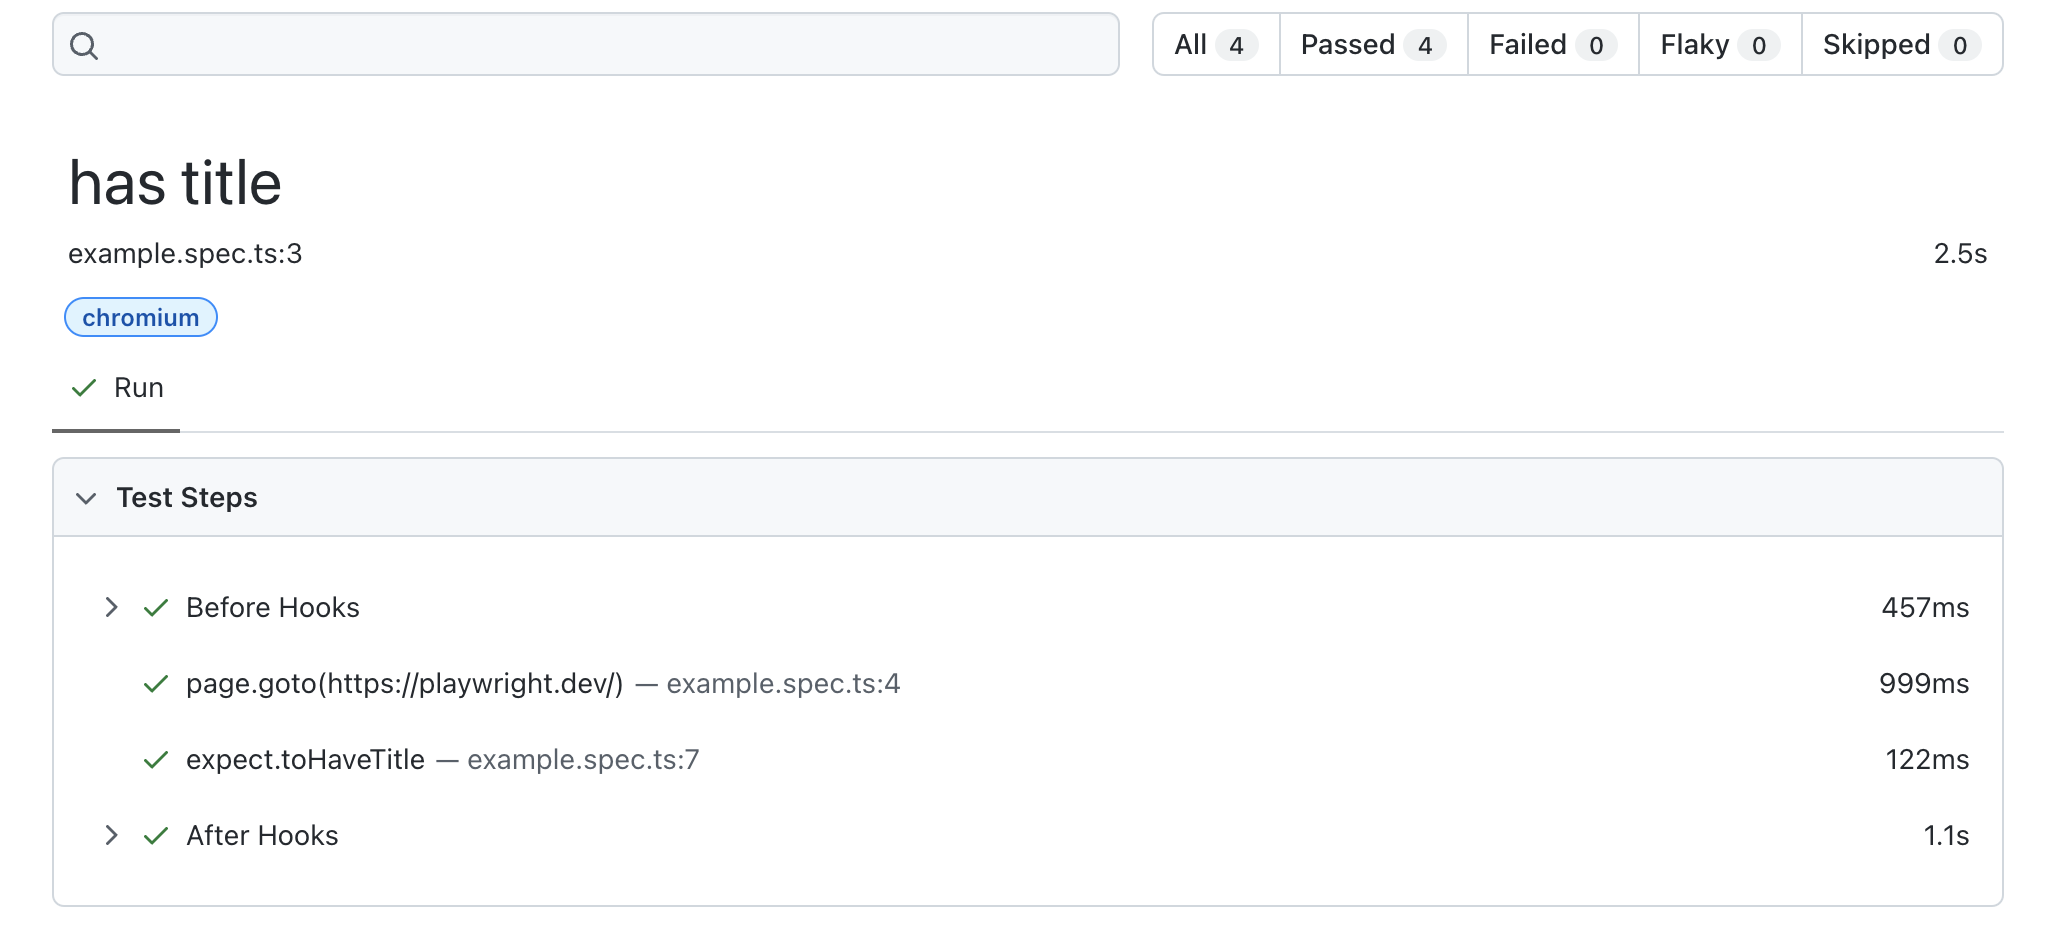 All 4 Passed 4 Failed 0 Flaky 0 Skipped 0
has title
example.spec.ts:3 2.5s
chromium
Run
Test Steps
Before Hooks 457ms
page.goto(https://playwright.dev/) — example.spec.ts:4 999ms
expect.toHaveTitle — example.spec.ts:7 122ms
After Hooks 1.1s